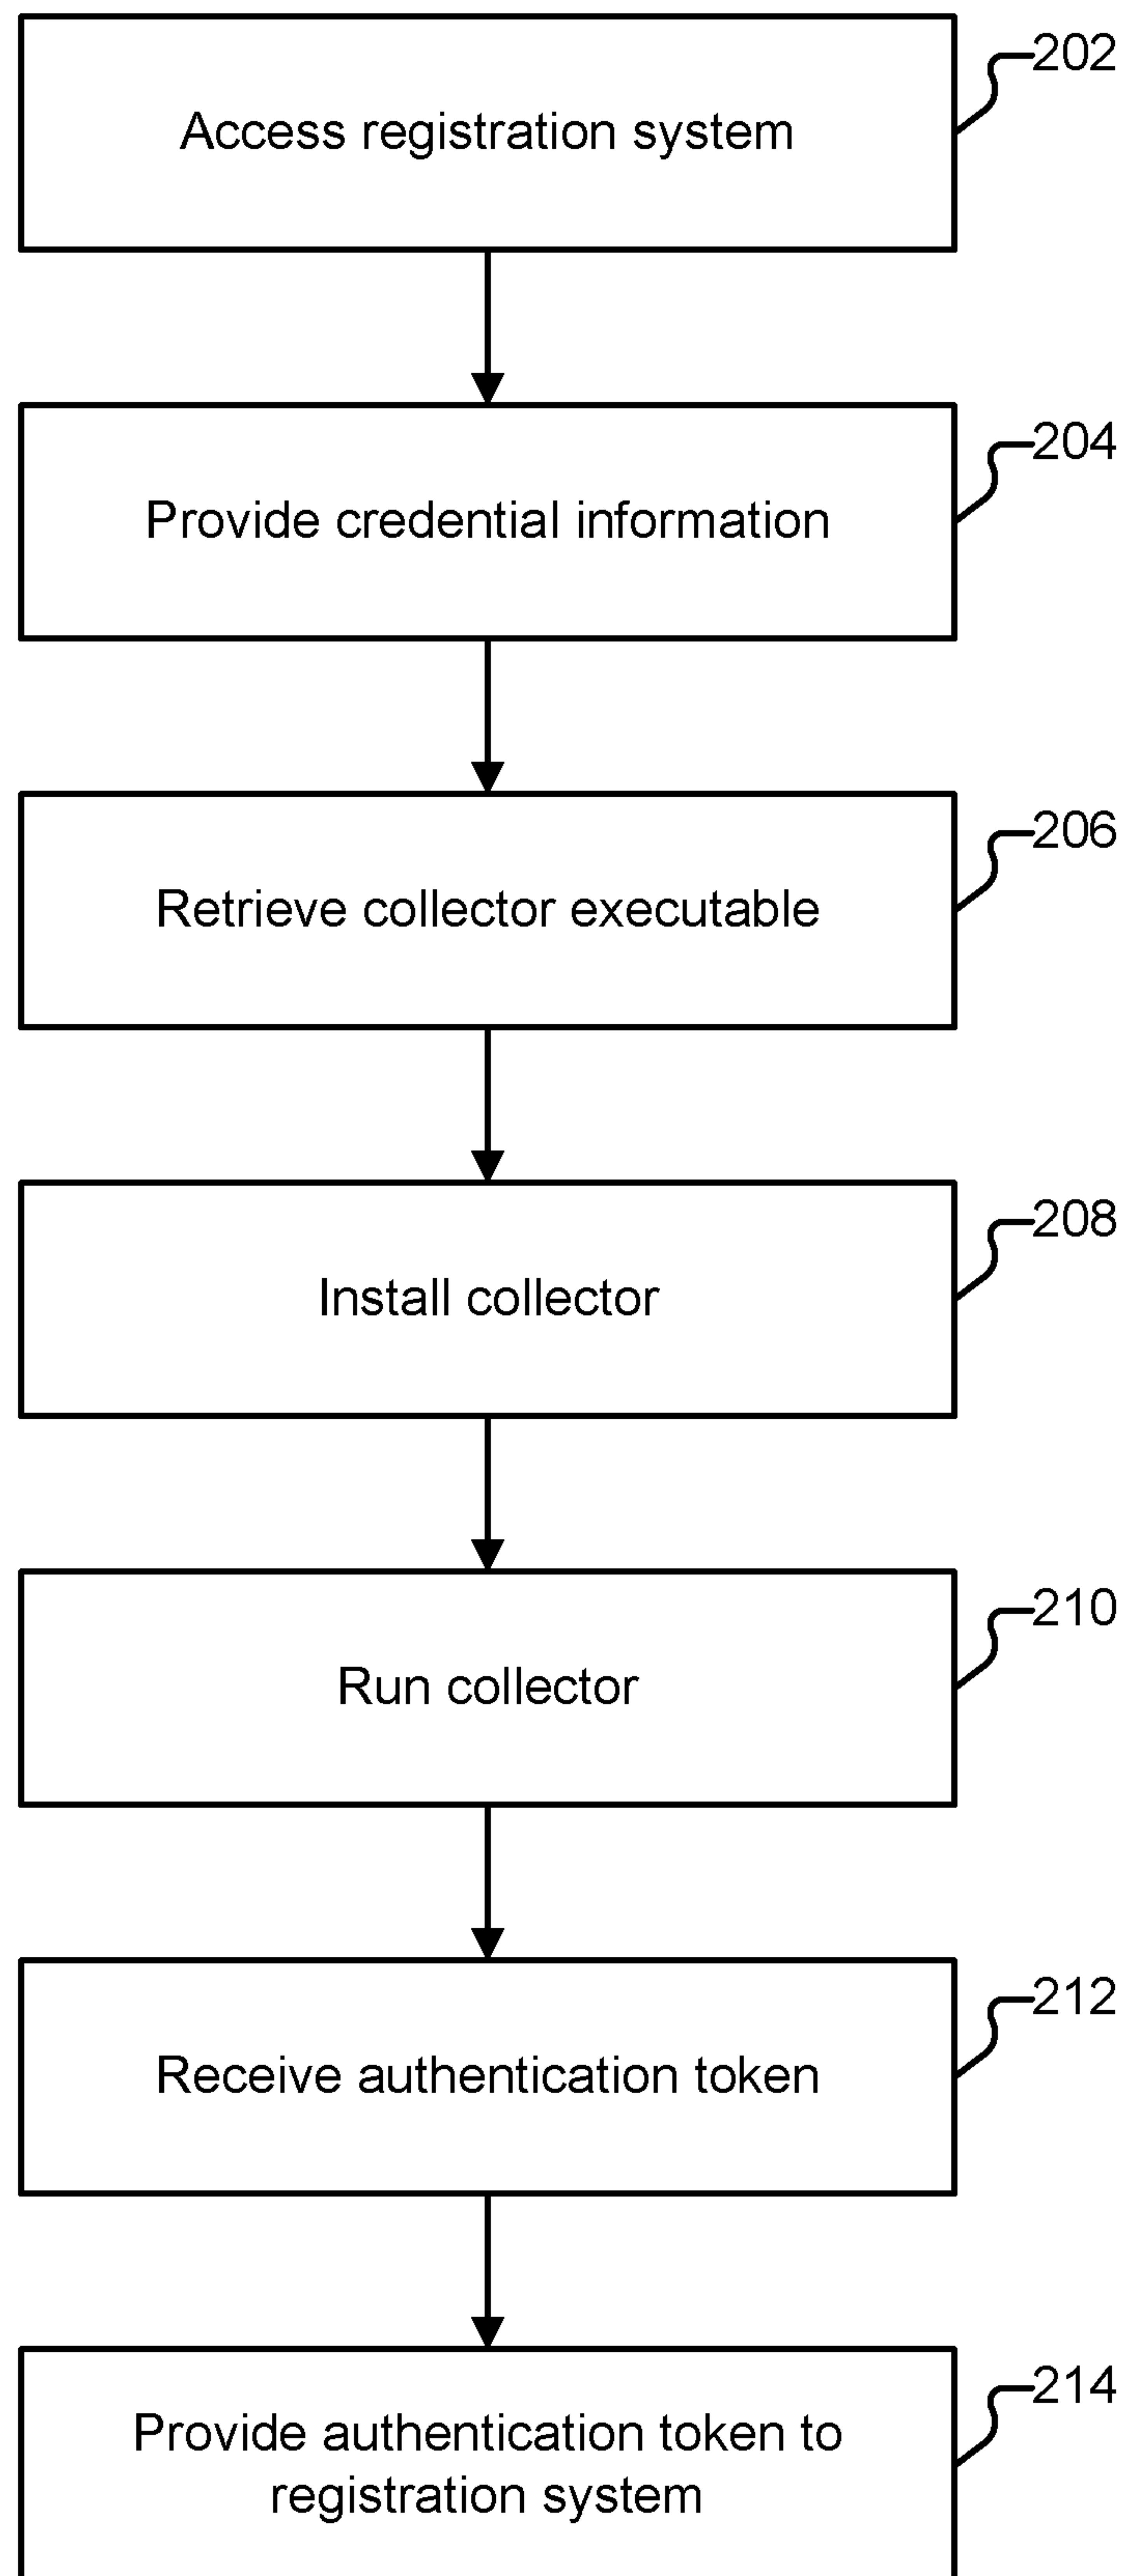 Access registration system
202
Provide credential information
204
Retrieve collector executable
206
Install collector
208
Run collector
210
Receive authentication token
212
Provide authentication token to
registration system
214